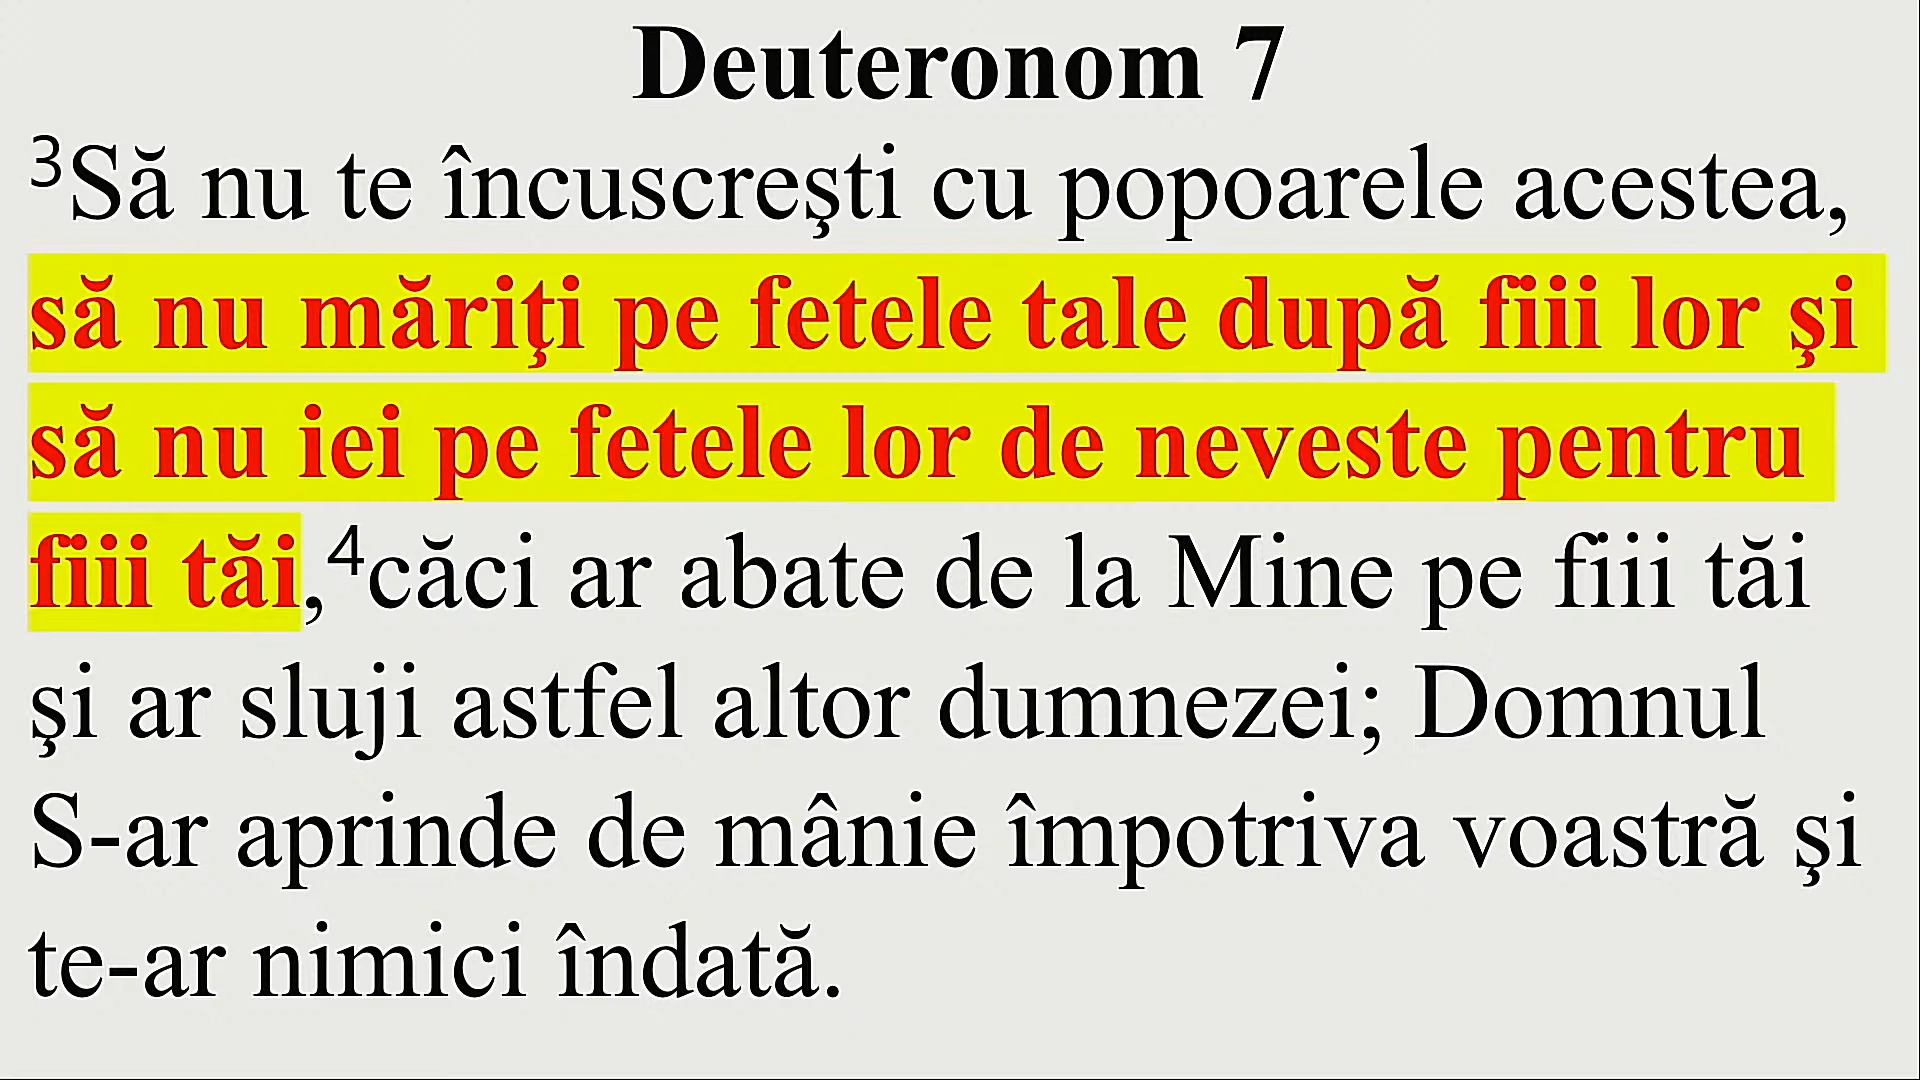 Deuteronom 7
³Să nu te încuscreşti cu popoarele acestea,
să nu măriţi pe fetele tale după fiii lor şi
să nu iei pe fetele lor de neveste pentru
fiii tăi,⁴căci ar abate de la Mine pe fiii tăi
şi ar sluji astfel altor dumnezei; Domnul
S-ar aprinde de mânie împotriva voastră şi
te-ar nimici îndată.